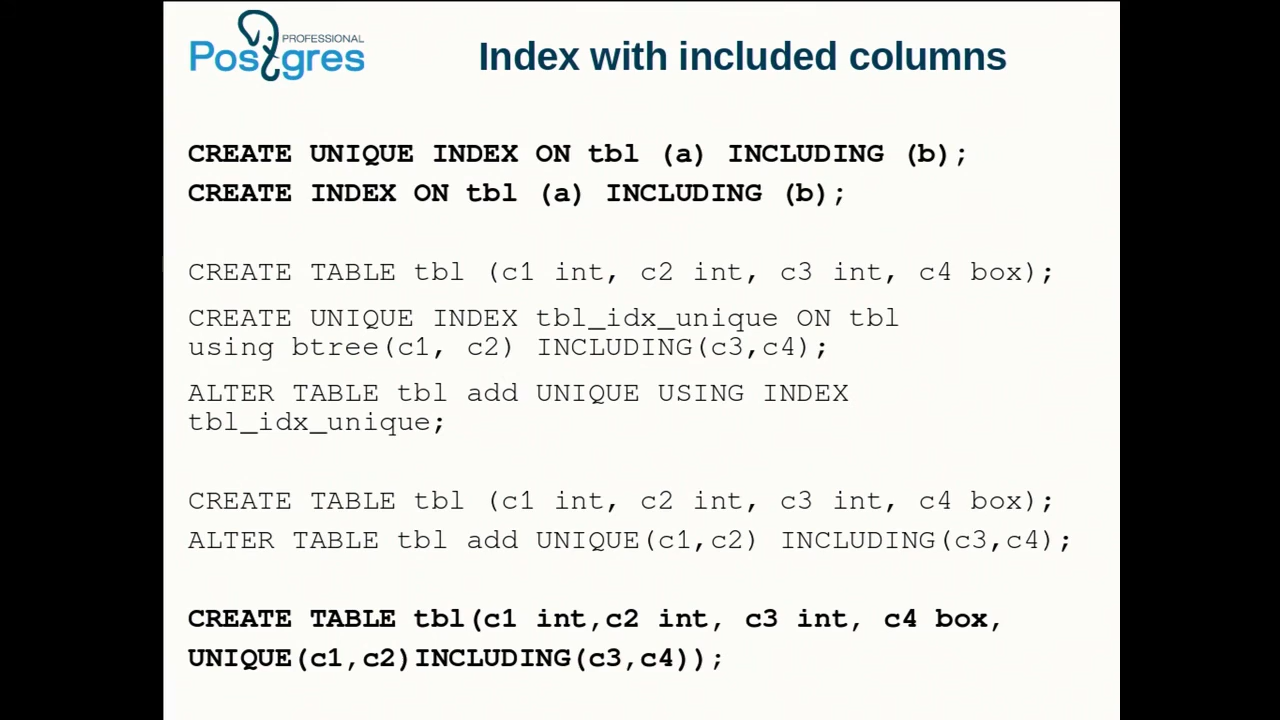 PROFESSIONAL
Postgres
Index with included columns
CREATE UNIQUE INDEX ON tbl (a) INCLUDING (b);
CREATE INDEX ON tbl (a) INCLUDING (b);
CREATE TABLE tbl (c1 int, c2 int, c3 int, c4 box);
CREATE UNIQUE INDEX tbl_idx_unique ON tbl
using btree(c1, c2) INCLUDING(c3,c4);
ALTER TABLE tbl add UNIQUE USING INDEX
tbl_idx_unique;
CREATE TABLE tbl (c1 int, c2 int, c3 int, c4 box);
ALTER TABLE tbl add UNIQUE(c1,c2) INCLUDING(c3,c4);
CREATE TABLE tbl(c1 int,c2 int, c3 int, c4 box,
UNIQUE(c1,c2)INCLUDING(c3,c4));